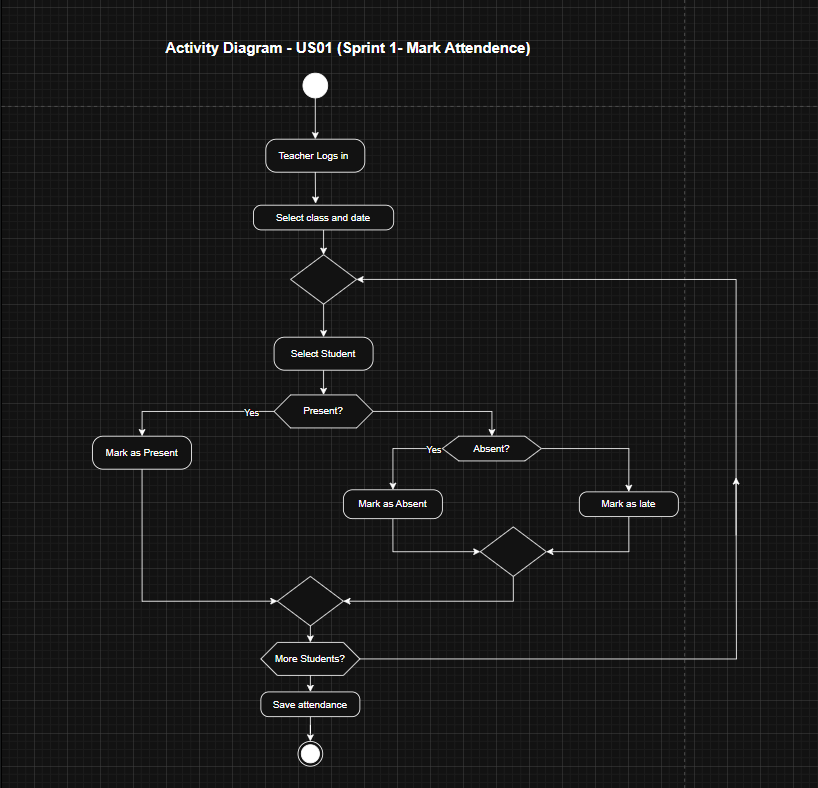 Activity Diagram - US01 (Sprint 1- Mark Attendence)
Teacher Logs in
Select class and date
Select Student
Present?
Yes
Mark as Present
Absent?
Yes
Mark as Absent
Mark as late
More Students?
Save attendance